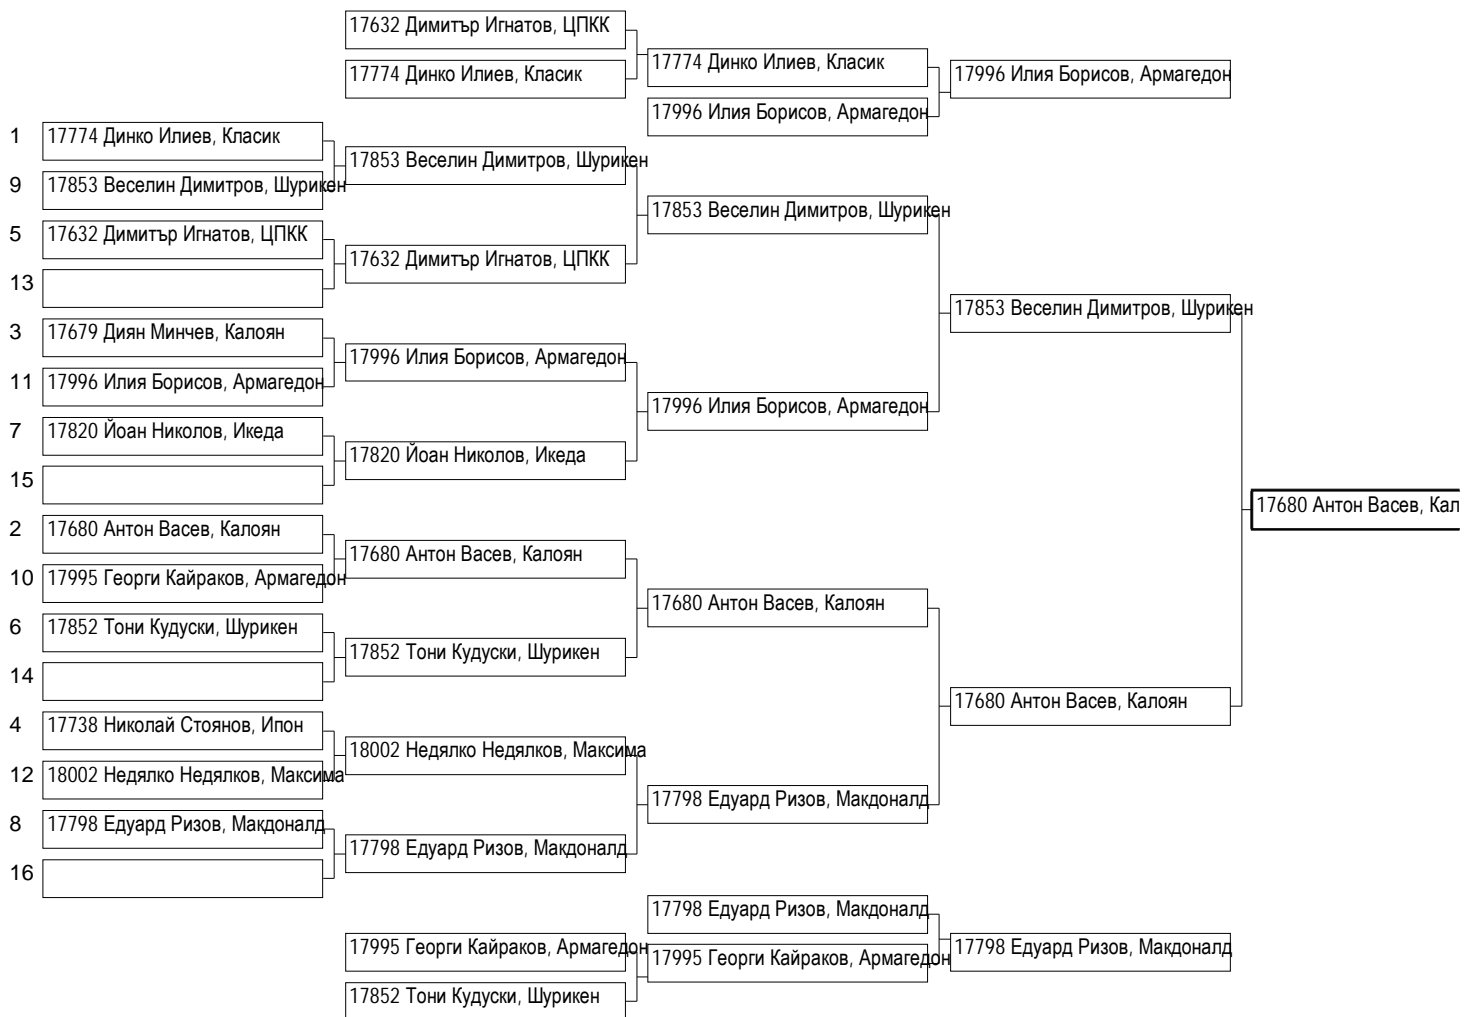 17632 Димитър Игнатов, ЦПКК
17774 Динко Илиев, Класик
17774 Динко Илиев, Класик
17996 Илия Борисов, Армагедон
17996 Илия Борисов, Армагедон
1 17774 Динко Илиев, Класик
9 17853 Веселин Димитров, Шурикен
5 17632 Димитър Игнатов, ЦПКК
13
3 17679 Диян Минчев, Калоян
11 17996 Илия Борисов, Армагедон
7 17820 Йоан Николов, Икеда
15
2 17680 Антон Васев, Калоян
10 17995 Георги Кайраков, Армагедон
6 17852 Тони Кудуски, Шурикен
14
4 17738 Николай Стоянов, Ипон
12 18002 Недялко Недялков, Максима
8 17798 Едуард Ризов, Макдоналд
16
17853 Веселин Димитров, Шурикен
17632 Димитър Игнатов, ЦПКК
17996 Илия Борисов, Армагедон
17820 Йоан Николов, Икеда
17680 Антон Васев, Калоян
17852 Тони Кудуски, Шурикен
18002 Недялко Недялков, Максима
17798 Едуард Ризов, Макдоналд
17853 Веселин Димитров, Шурикен
17996 Илия Борисов, Армагедон
17680 Антон Васев, Калоян
17798 Едуард Ризов, Макдоналд
17853 Веселин Димитров, Шурикен
17680 Антон Васев, Калоян
17680 Антон Васев, Кал
17995 Георги Кайраков, Армагедон
17852 Тони Кудуски, Шурикен
17798 Едуард Ризов, Макдоналд
17995 Георги Кайраков, Армагедон
17798 Едуард Ризов, Макдоналд